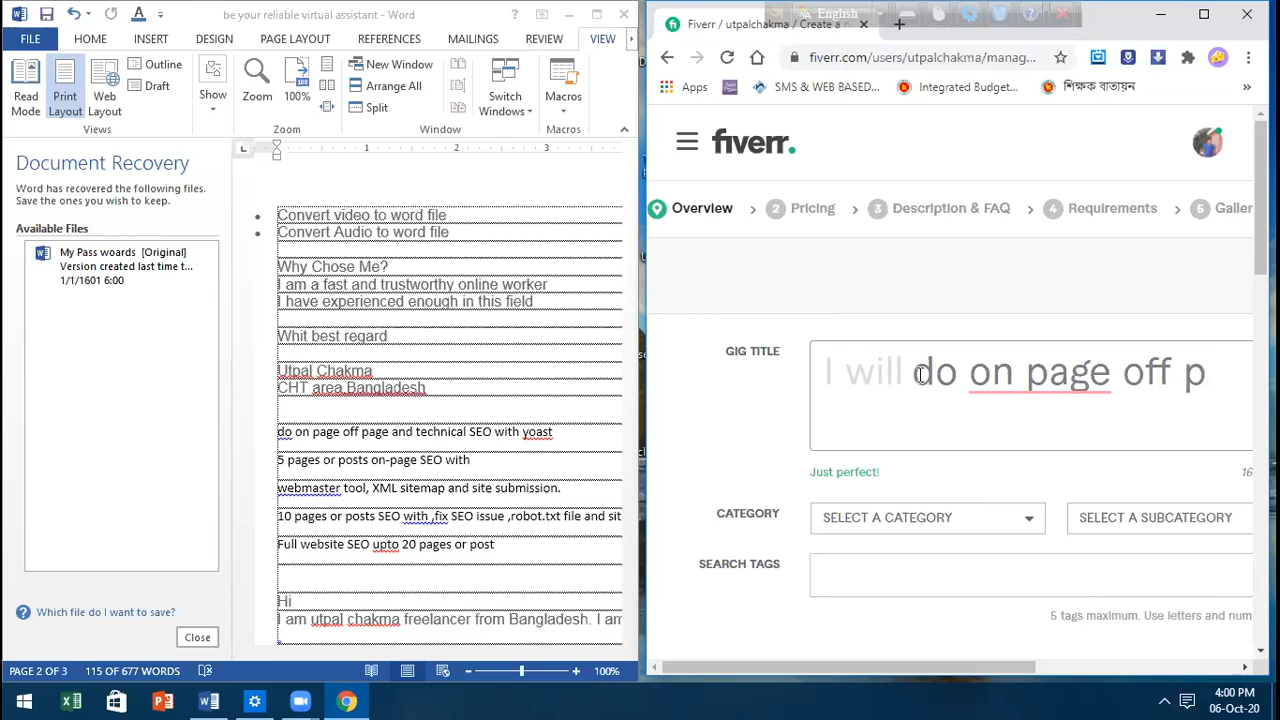 be your reliable virtual assistant - Word
FILE HOME INSERT DESIGN PAGE LAYOUT REFERENCES MAILINGS REVIEW VIEW
Read Mode
Print Layout
Web Layout
Outline
Draft
Views
Show
Zoom
100%
Zoom
New Window
Arrange All
Split
Window
Switch Windows
Macros
Macros
Document Recovery
Word has recovered the following files.
Save the ones you wish to keep.
Available Files
My Pass woards [Original]
Version created last time t...
1/1/1601 6:00
Which file do I want to save?
Close
L 1 2 3
Convert video to word file
Convert Audio to word file
Why Chose Me?
I am a fast and trustworthy online worker
I have experienced enough in this field
Whit best regard
Utpal Chakma
CHT area,Bangladesh
do on page off page and technical SEO with yoast
5 pages or posts on-page SEO with
webmaster tool, XML sitemap and site submission.
10 pages or posts SEO with ,fix SEO issue ,robot.txt file and sit
Full website SEO upto 20 pages or post
Hi
I am utpal chakma freelancer from Bangladesh. I am
PAGE 2 OF 3 115 OF 677 WORDS 100%
English
Fiverr / utpalchakma / Create a
fiverr.com/users/utpalchakma/manag...
Apps SMS & WEB BASED... Integrated Budget... শিক্ষক বাতায়ন »
fiverr.
Overview 2 Pricing 3 Description & FAQ 4 Requirements 5 Galler
GIG TITLE
I will do on page off p
Just perfect! 16
CATEGORY SELECT A CATEGORY SELECT A SUBCATEGORY
SEARCH TAGS
5 tags maximum. Use letters and num
4:00 PM
06-Oct-20